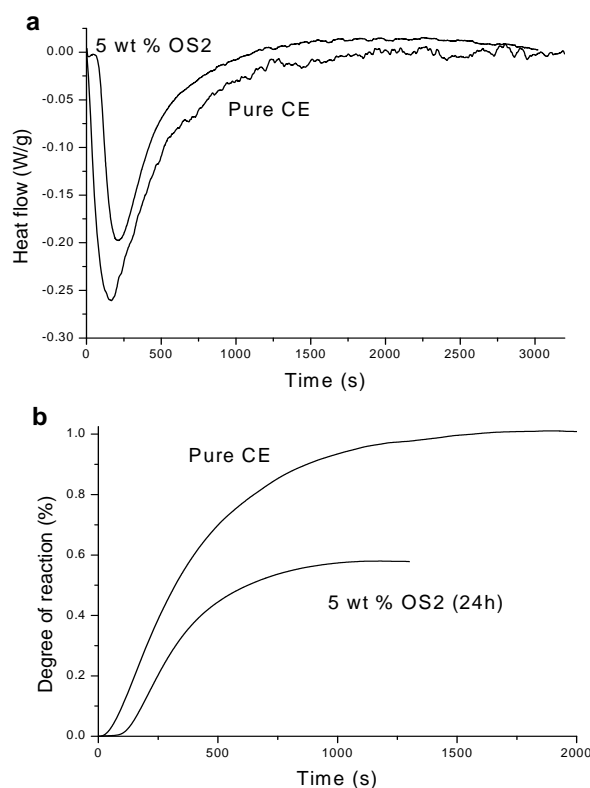 a
0.00
-0.05
-0.10
-0.15
-0.20
-0.25
-0.30
Heat flow (W/g)
5 wt % OS2
Pure CE
0 500 1000 1500 2000 2500 3000
Time (s)
b
1.0
0.8
0.6
0.4
0.2
0.0
Degree of reaction (%)
Pure CE
5 wt % OS2 (24h)
0 500 1000 1500 2000
Time (s)